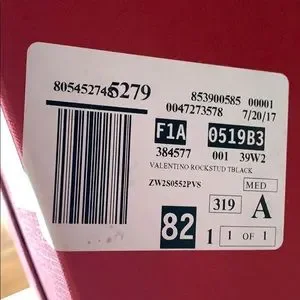 8054527485279
853900585 00001
0047273578 7/20/17
F1A 0519B3
384577 001 39W2
VALENTINO ROCKSTUD TBLACK
ZW2S0552PVS
MED
319 A
82
1 1 OF 1